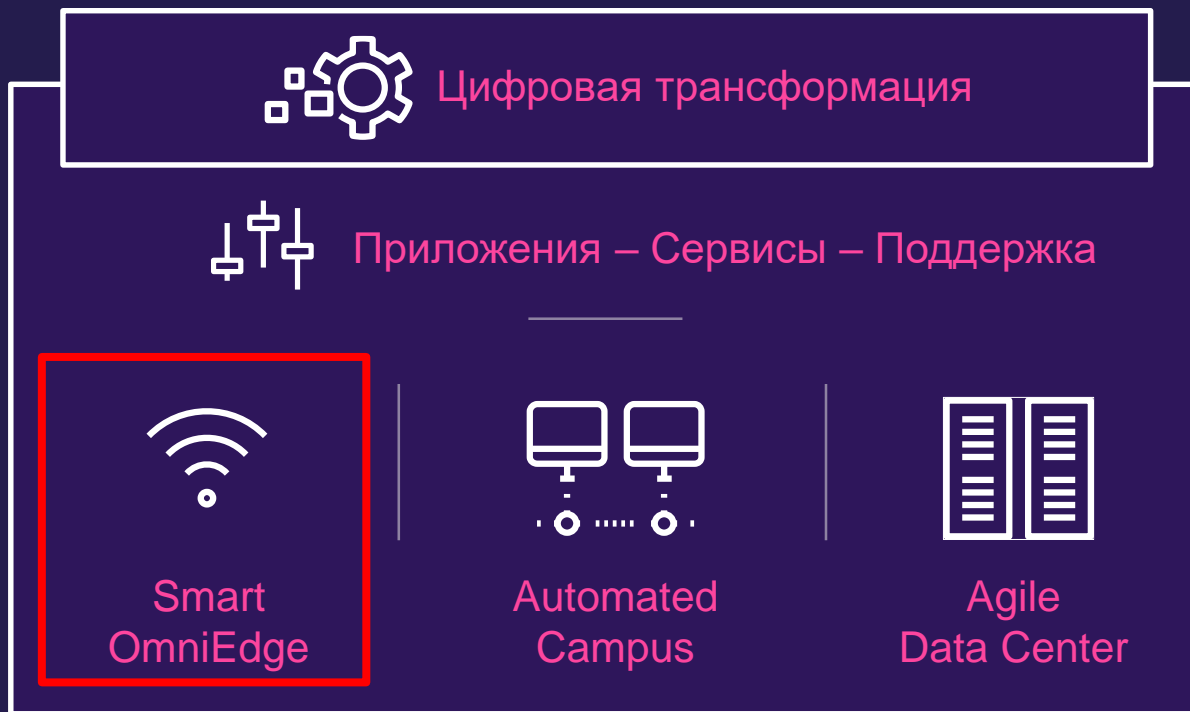 Цифровая трансформация
Приложения – Сервисы – Поддержка
Smart
OmniEdge
Automated
Campus
Agile
Data Center